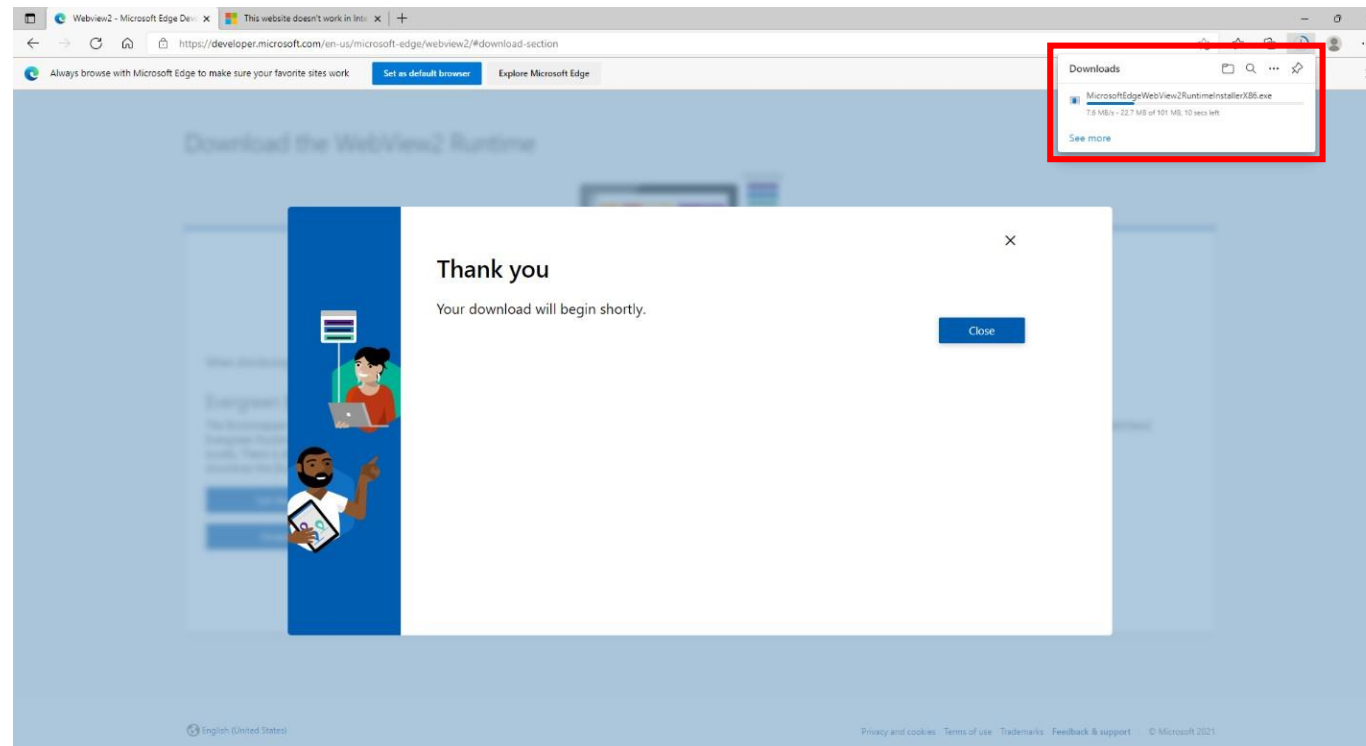 Webview2 - Microsoft Edge Dev
This website doesn't work in Inte
https://developer.microsoft.com/en-us/microsoft-edge/webview2/#download-section
Always browse with Microsoft Edge to make sure your favorite sites work
Set as default browser
Explore Microsoft Edge
Downloads
MicrosoftEdgeWebView2RuntimeInstallerX86.exe
7.6 MB/s - 22.7 MB of 101 MB, 10 secs left
See more
Download the WebView2 Runtime
Thank you
Your download will begin shortly.
Close
Evergreen
English (United States)
Privacy and cookies Terms of use Trademarks Feedback & support © Microsoft 2021